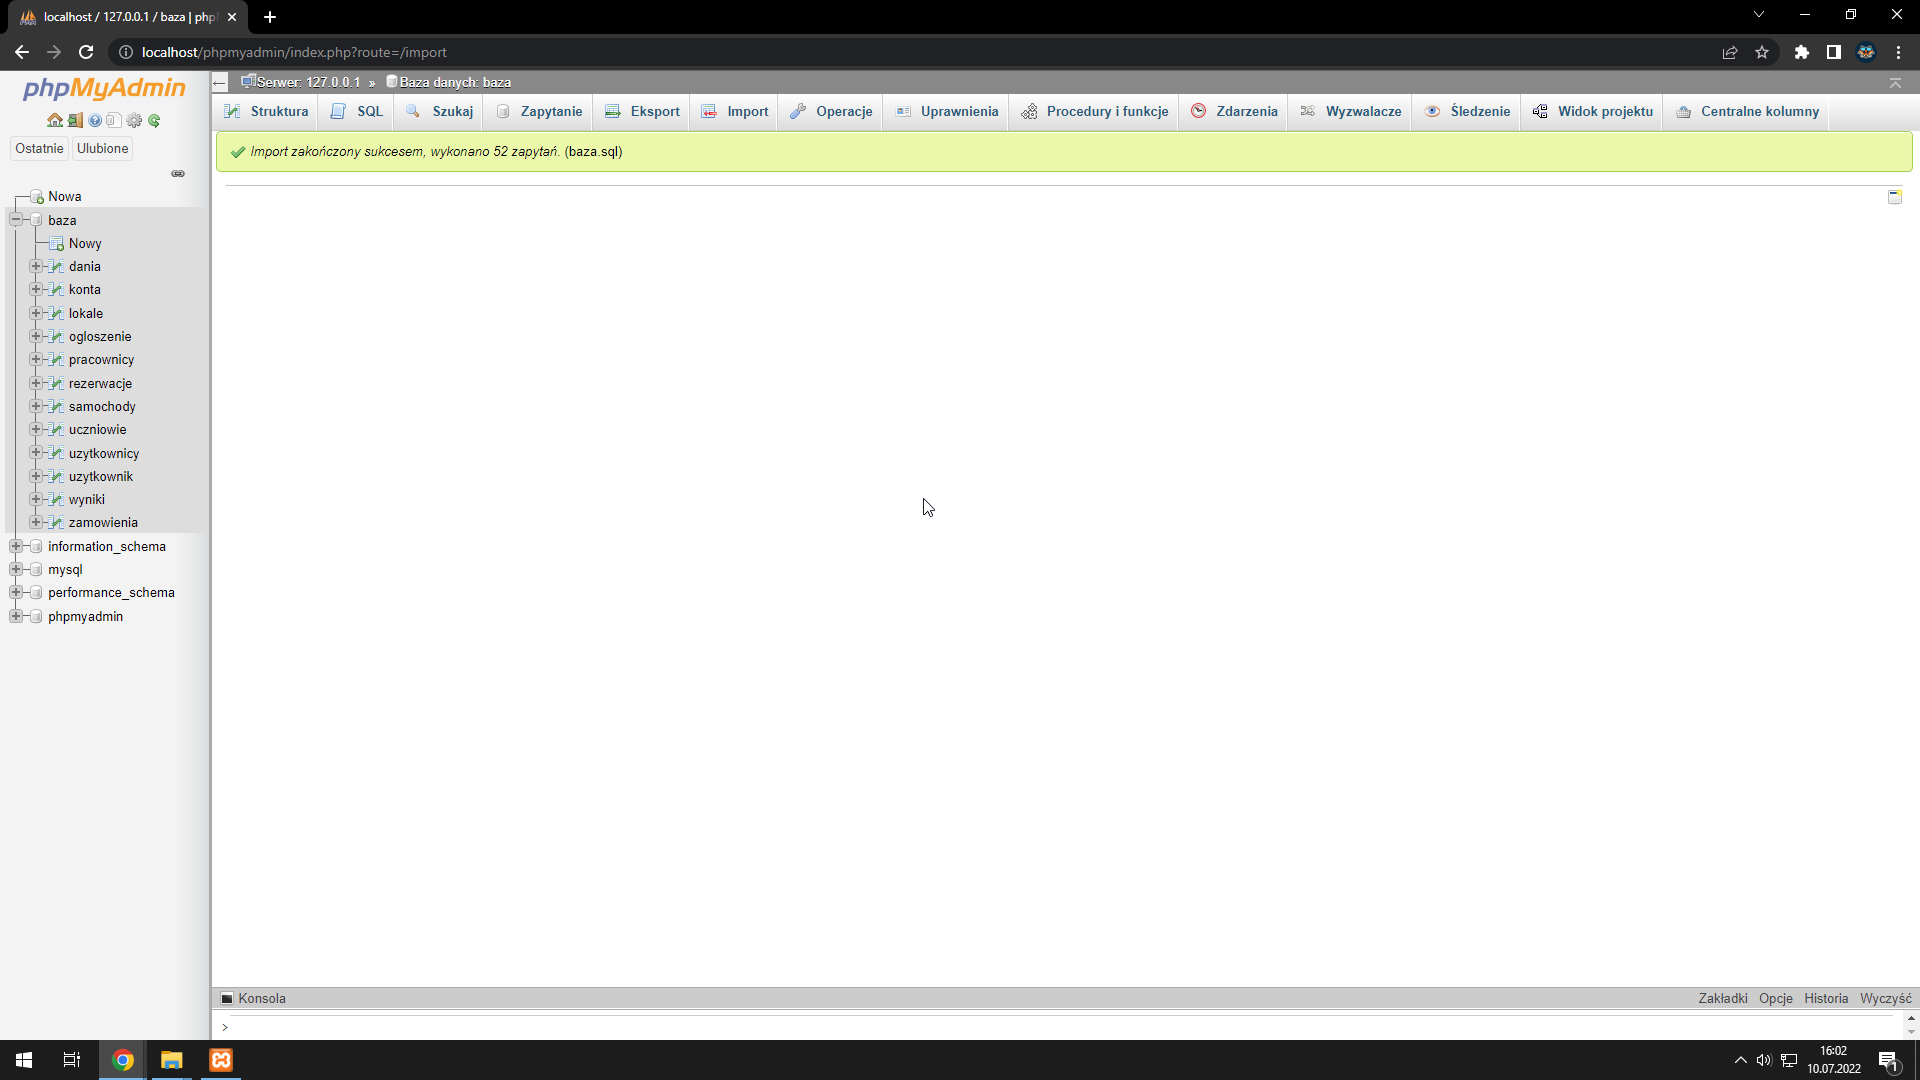 localhost / 127.0.0.1 / baza | php
localhost/phpmyadmin/index.php?route=/import
phpMyAdmin
Ostatnie
Ulubione
Nowa
baza
Nowy
dania
konta
lokale
ogloszenie
pracownicy
rezerwacje
samochody
uczniowie
uzytkownicy
uzytkownik
wyniki
zamowienia
information_schema
mysql
performance_schema
phpmyadmin
Serwer: 127.0.0.1 » Baza danych: baza
Struktura SQL Szukaj Zapytanie Eksport Import Operacje Uprawnienia Procedury i funkcje Zdarzenia Wyzwalacze Śledzenie Widok projektu Centralne kolumny
Import zakończony sukcesem, wykonano 52 zapytań. (baza.sql)
Konsola
Zakładki Opcje Historia Wyczyść
>
16:02
10.07.2022
1